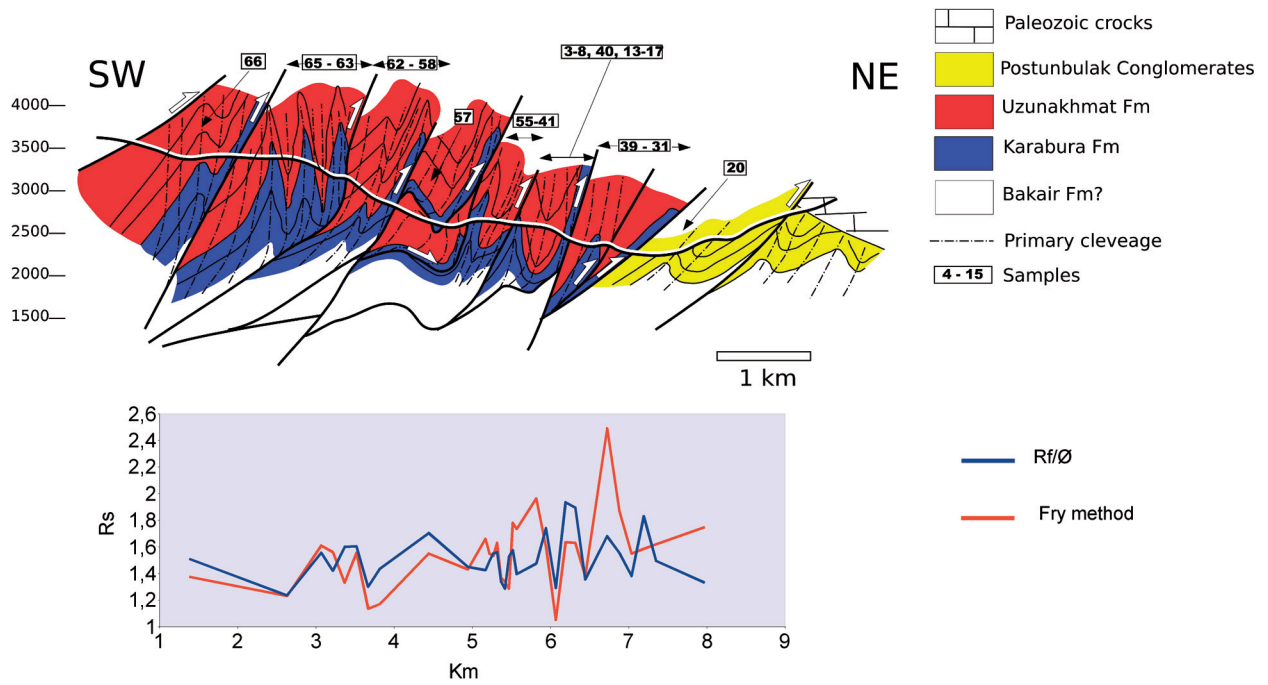 SW
NE
66
65 - 63
62 - 58
3-8, 40, 13-17
57
55-41
39 - 31
20
4000
3500
3000
2500
2000
1500
1 km
Paleozoic crocks
Postunbulak Conglomerates
Uzunakhmat Fm
Karabura Fm
Bakair Fm?
Primary cleveage
4 - 15 Samples
2,6
2,4
2,2
2
1,8
1,6
1,4
1,2
1
Rs
1 2 3 4 5 6 7 8 9
Km
Rf/Ø
Fry method